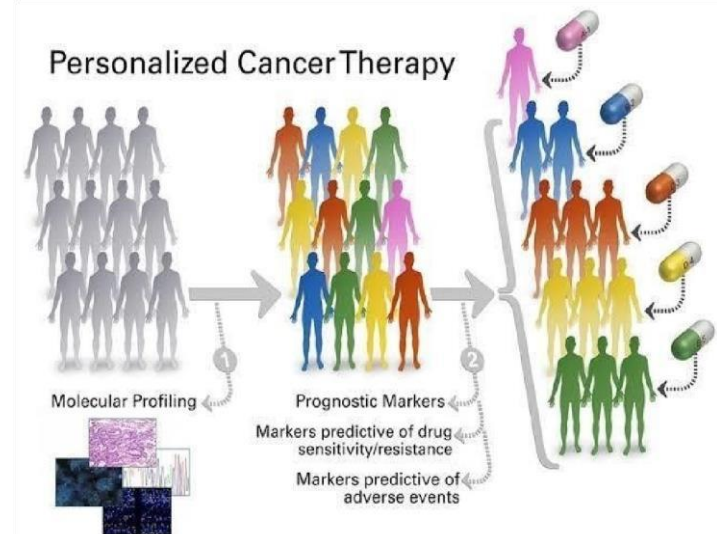 Personalized Cancer Therapy
1
2
Molecular Profiling
Prognostic Markers
Markers predictive of drug
sensitivity/resistance
Markers predictive of
adverse events